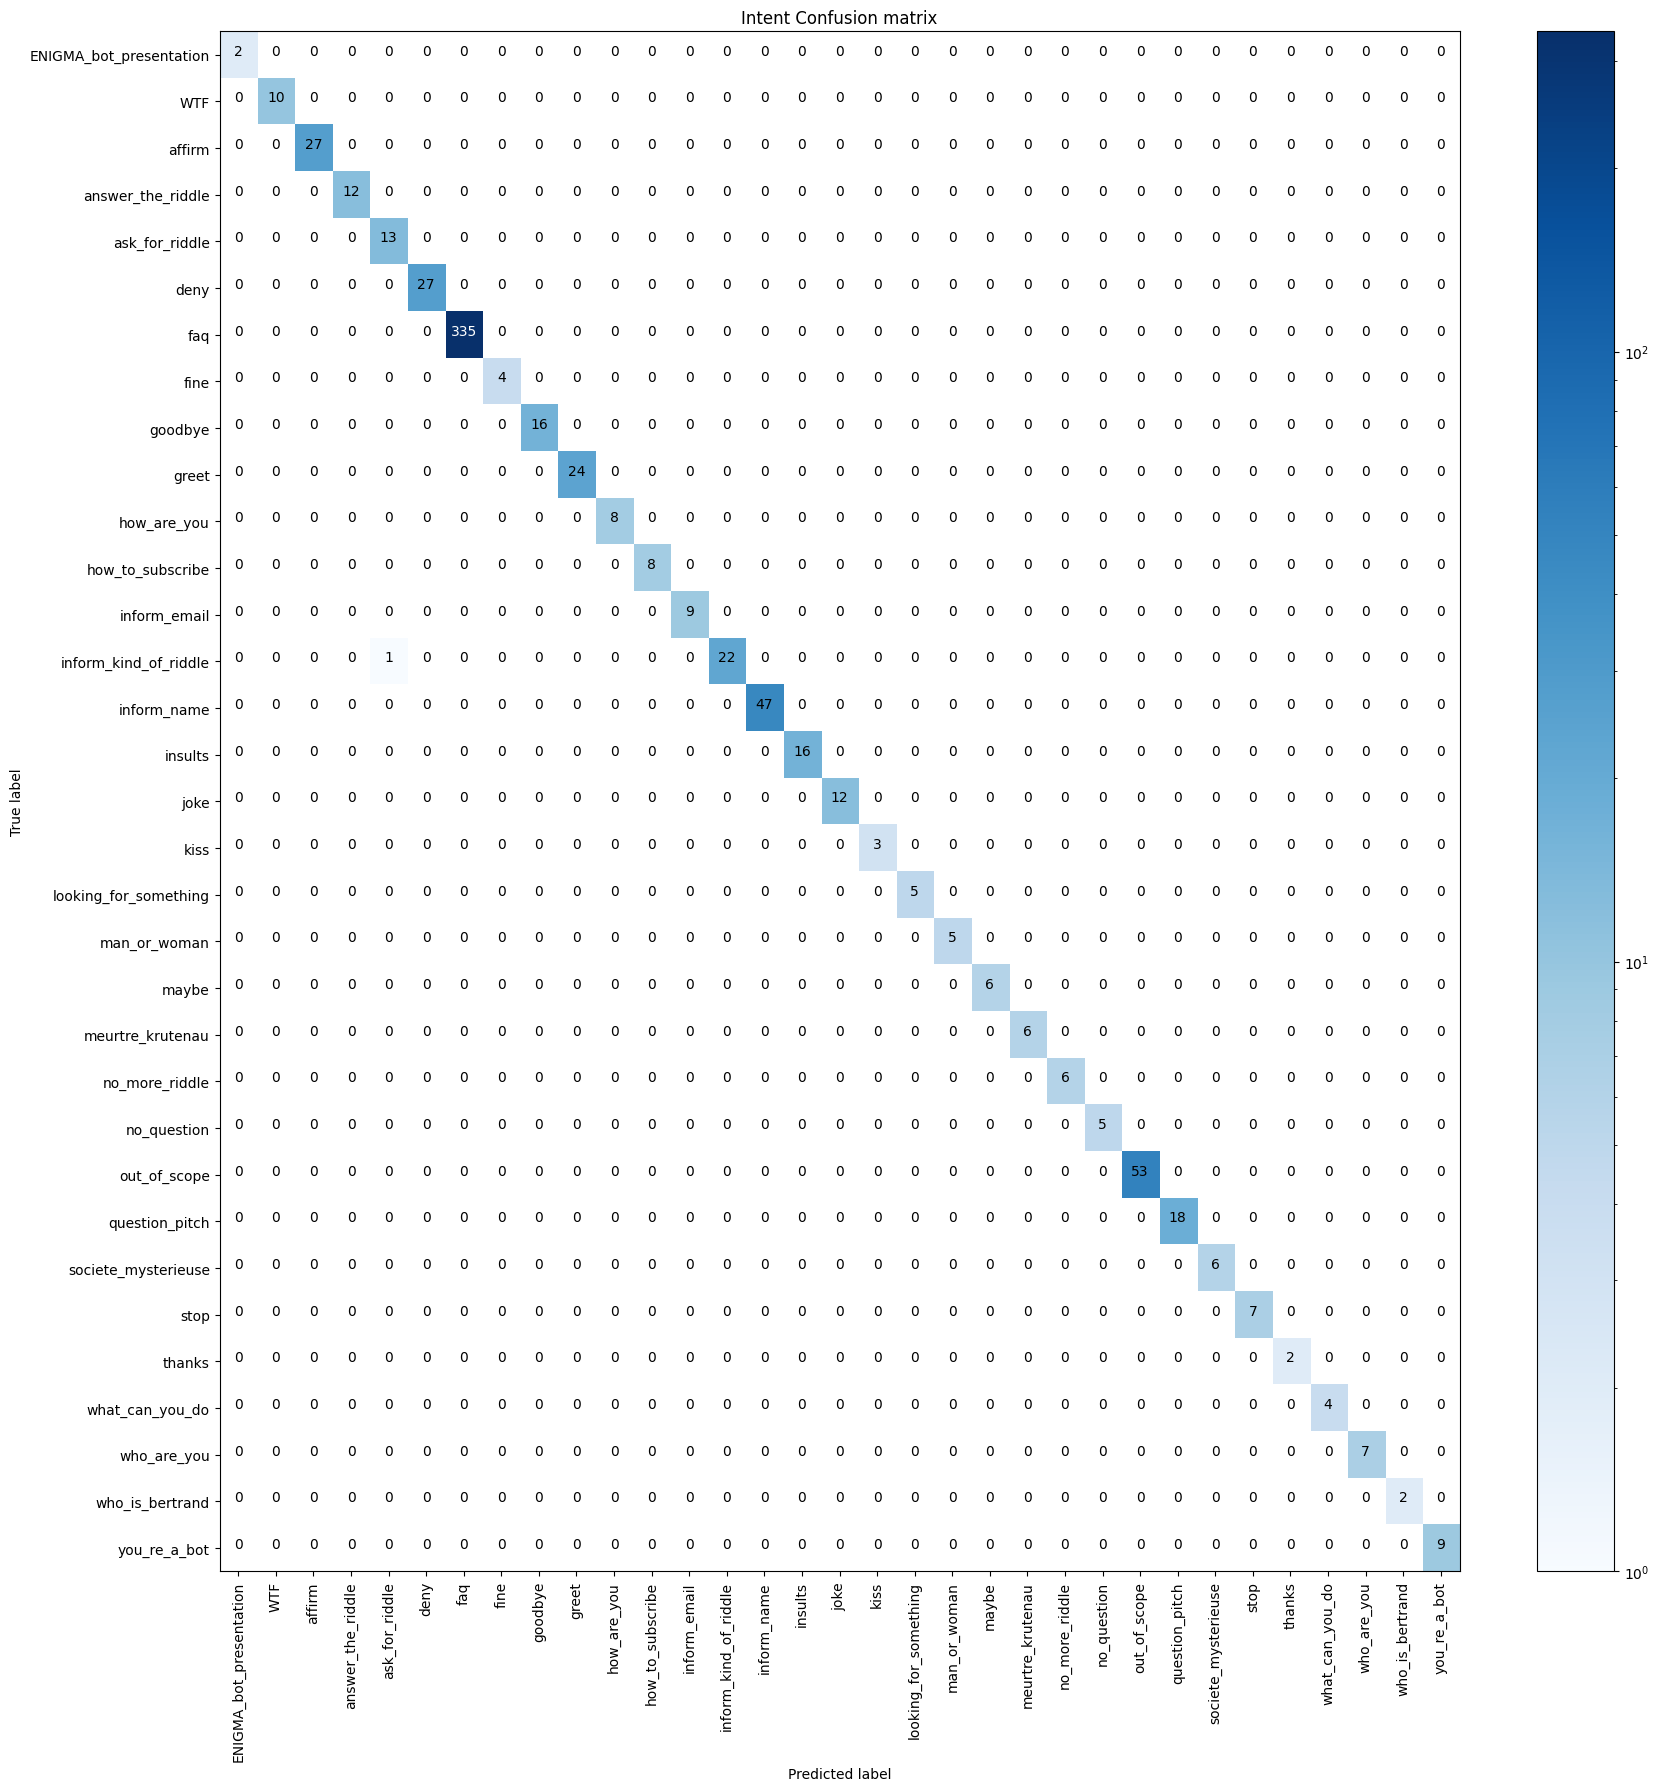 Intent Confusion matrix
ENIGMA_bot_presentation 2 0 0 0 0 0 0 0 0 0 0 0 0 0 0 0 0 0 0 0 0 0 0 0 0 0 0 0 0 0 0 0 0
WTF 0 10 0 0 0 0 0 0 0 0 0 0 0 0 0 0 0 0 0 0 0 0 0 0 0 0 0 0 0 0 0 0 0
affirm 0 0 27 0 0 0 0 0 0 0 0 0 0 0 0 0 0 0 0 0 0 0 0 0 0 0 0 0 0 0 0 0 0
answer_the_riddle 0 0 0 12 0 0 0 0 0 0 0 0 0 0 0 0 0 0 0 0 0 0 0 0 0 0 0 0 0 0 0 0 0
ask_for_riddle 0 0 0 0 13 0 0 0 0 0 0 0 0 0 0 0 0 0 0 0 0 0 0 0 0 0 0 0 0 0 0 0 0
deny 0 0 0 0 0 27 0 0 0 0 0 0 0 0 0 0 0 0 0 0 0 0 0 0 0 0 0 0 0 0 0 0 0
faq 0 0 0 0 0 0 335 0 0 0 0 0 0 0 0 0 0 0 0 0 0 0 0 0 0 0 0 0 0 0 0 0 0
10²
fine 0 0 0 0 0 0 0 4 0 0 0 0 0 0 0 0 0 0 0 0 0 0 0 0 0 0 0 0 0 0 0 0 0
goodbye 0 0 0 0 0 0 0 0 16 0 0 0 0 0 0 0 0 0 0 0 0 0 0 0 0 0 0 0 0 0 0 0 0
greet 0 0 0 0 0 0 0 0 0 24 0 0 0 0 0 0 0 0 0 0 0 0 0 0 0 0 0 0 0 0 0 0 0
how_are_you 0 0 0 0 0 0 0 0 0 0 8 0 0 0 0 0 0 0 0 0 0 0 0 0 0 0 0 0 0 0 0 0 0
how_to_subscribe 0 0 0 0 0 0 0 0 0 0 0 8 0 0 0 0 0 0 0 0 0 0 0 0 0 0 0 0 0 0 0 0 0
inform_email 0 0 0 0 0 0 0 0 0 0 0 0 9 0 0 0 0 0 0 0 0 0 0 0 0 0 0 0 0 0 0 0 0
inform_kind_of_riddle 0 0 0 0 1 0 0 0 0 0 0 0 0 22 0 0 0 0 0 0 0 0 0 0 0 0 0 0 0 0 0 0 0
inform_name 0 0 0 0 0 0 0 0 0 0 0 0 0 0 47 0 0 0 0 0 0 0 0 0 0 0 0 0 0 0 0 0 0
insults 0 0 0 0 0 0 0 0 0 0 0 0 0 0 0 16 0 0 0 0 0 0 0 0 0 0 0 0 0 0 0 0 0
True label
joke 0 0 0 0 0 0 0 0 0 0 0 0 0 0 0 0 12 0 0 0 0 0 0 0 0 0 0 0 0 0 0 0 0
kiss 0 0 0 0 0 0 0 0 0 0 0 0 0 0 0 0 0 3 0 0 0 0 0 0 0 0 0 0 0 0 0 0 0
looking_for_something 0 0 0 0 0 0 0 0 0 0 0 0 0 0 0 0 0 0 5 0 0 0 0 0 0 0 0 0 0 0 0 0 0
man_or_woman 0 0 0 0 0 0 0 0 0 0 0 0 0 0 0 0 0 0 0 5 0 0 0 0 0 0 0 0 0 0 0 0 0
10¹
maybe 0 0 0 0 0 0 0 0 0 0 0 0 0 0 0 0 0 0 0 0 6 0 0 0 0 0 0 0 0 0 0 0 0
meurtre_krutenau 0 0 0 0 0 0 0 0 0 0 0 0 0 0 0 0 0 0 0 0 0 6 0 0 0 0 0 0 0 0 0 0 0
no_more_riddle 0 0 0 0 0 0 0 0 0 0 0 0 0 0 0 0 0 0 0 0 0 0 6 0 0 0 0 0 0 0 0 0 0
no_question 0 0 0 0 0 0 0 0 0 0 0 0 0 0 0 0 0 0 0 0 0 0 0 5 0 0 0 0 0 0 0 0 0
out_of_scope 0 0 0 0 0 0 0 0 0 0 0 0 0 0 0 0 0 0 0 0 0 0 0 0 53 0 0 0 0 0 0 0 0
question_pitch 0 0 0 0 0 0 0 0 0 0 0 0 0 0 0 0 0 0 0 0 0 0 0 0 0 18 0 0 0 0 0 0 0
societe_mysterieuse 0 0 0 0 0 0 0 0 0 0 0 0 0 0 0 0 0 0 0 0 0 0 0 0 0 0 6 0 0 0 0 0 0
stop 0 0 0 0 0 0 0 0 0 0 0 0 0 0 0 0 0 0 0 0 0 0 0 0 0 0 0 7 0 0 0 0 0
thanks 0 0 0 0 0 0 0 0 0 0 0 0 0 0 0 0 0 0 0 0 0 0 0 0 0 0 0 0 2 0 0 0 0
what_can_you_do 0 0 0 0 0 0 0 0 0 0 0 0 0 0 0 0 0 0 0 0 0 0 0 0 0 0 0 0 0 4 0 0 0
who_are_you 0 0 0 0 0 0 0 0 0 0 0 0 0 0 0 0 0 0 0 0 0 0 0 0 0 0 0 0 0 0 7 0 0
who_is_bertrand 0 0 0 0 0 0 0 0 0 0 0 0 0 0 0 0 0 0 0 0 0 0 0 0 0 0 0 0 0 0 0 2 0
you_re_a_bot 0 0 0 0 0 0 0 0 0 0 0 0 0 0 0 0 0 0 0 0 0 0 0 0 0 0 0 0 0 0 0 0 9
10⁰
ENIGMA_bot_presentation
WTF
affirm
answer_the_riddle
ask_for_riddle
deny
faq
fine
goodbye
greet
how_are_you
how_to_subscribe
inform_email
inform_kind_of_riddle
inform_name
insults
joke
kiss
looking_for_something
man_or_woman
maybe
meurtre_krutenau
no_more_riddle
no_question
out_of_scope
question_pitch
societe_mysterieuse
stop
thanks
what_can_you_do
who_are_you
who_is_bertrand
you_re_a_bot
Predicted label